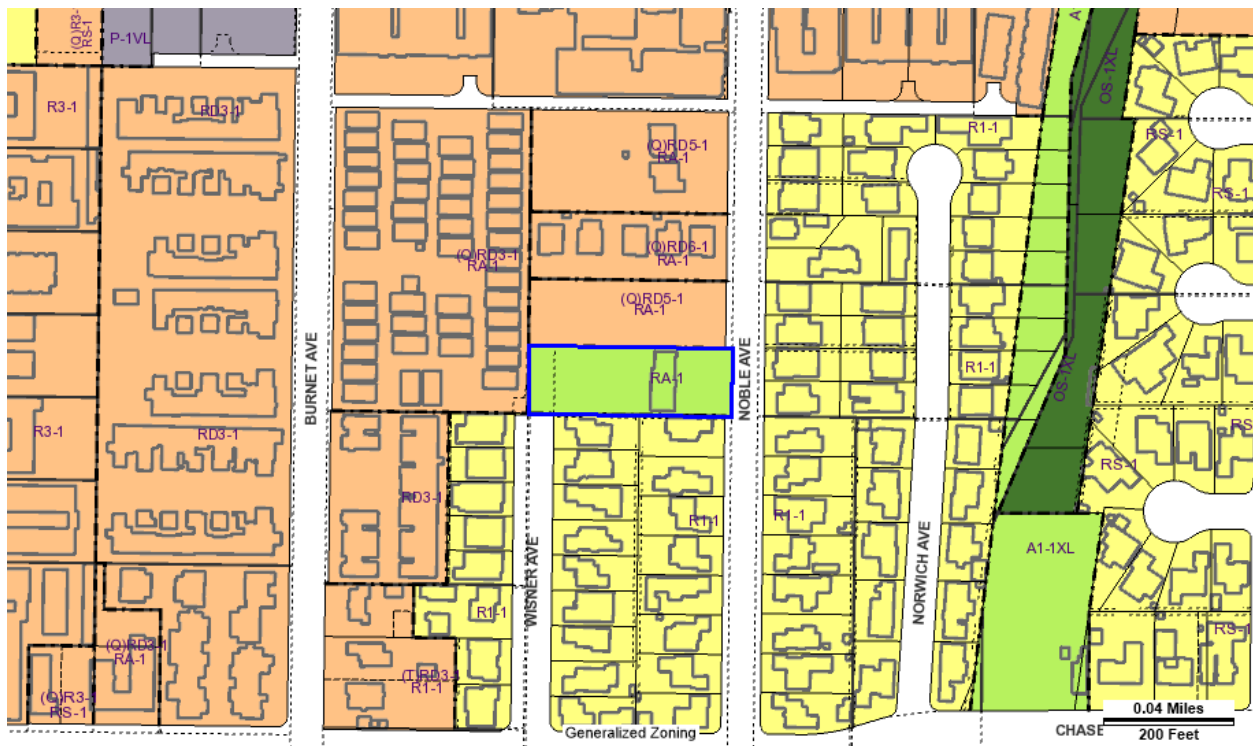 (Q)R3-1
RS-1
P-1VL
A
OS-1XL
R3-1
RD3-1
(Q)RD5-1
RA-1
R1-1
RS-1
RS-1
(Q)RD3-1
RA-1
(Q)RD6-1
RA-1
(Q)RD5-1
RA-1
BURNET AVE
RA-1
NOBLE AVE
R1-1
OS-1XL
R3-1
RD3-1
RD3-1
R1-1
R1-1
RS-1
RS
WISNER AVE
NORWICH AVE
A1-1XL
R1-1
(Q)RD3-1
RA-1
(T)RD3-1
R1-1
RS-1
(Q)R3-1
RS-1
Generalized Zoning
CHASE
0.04 Miles
200 Feet